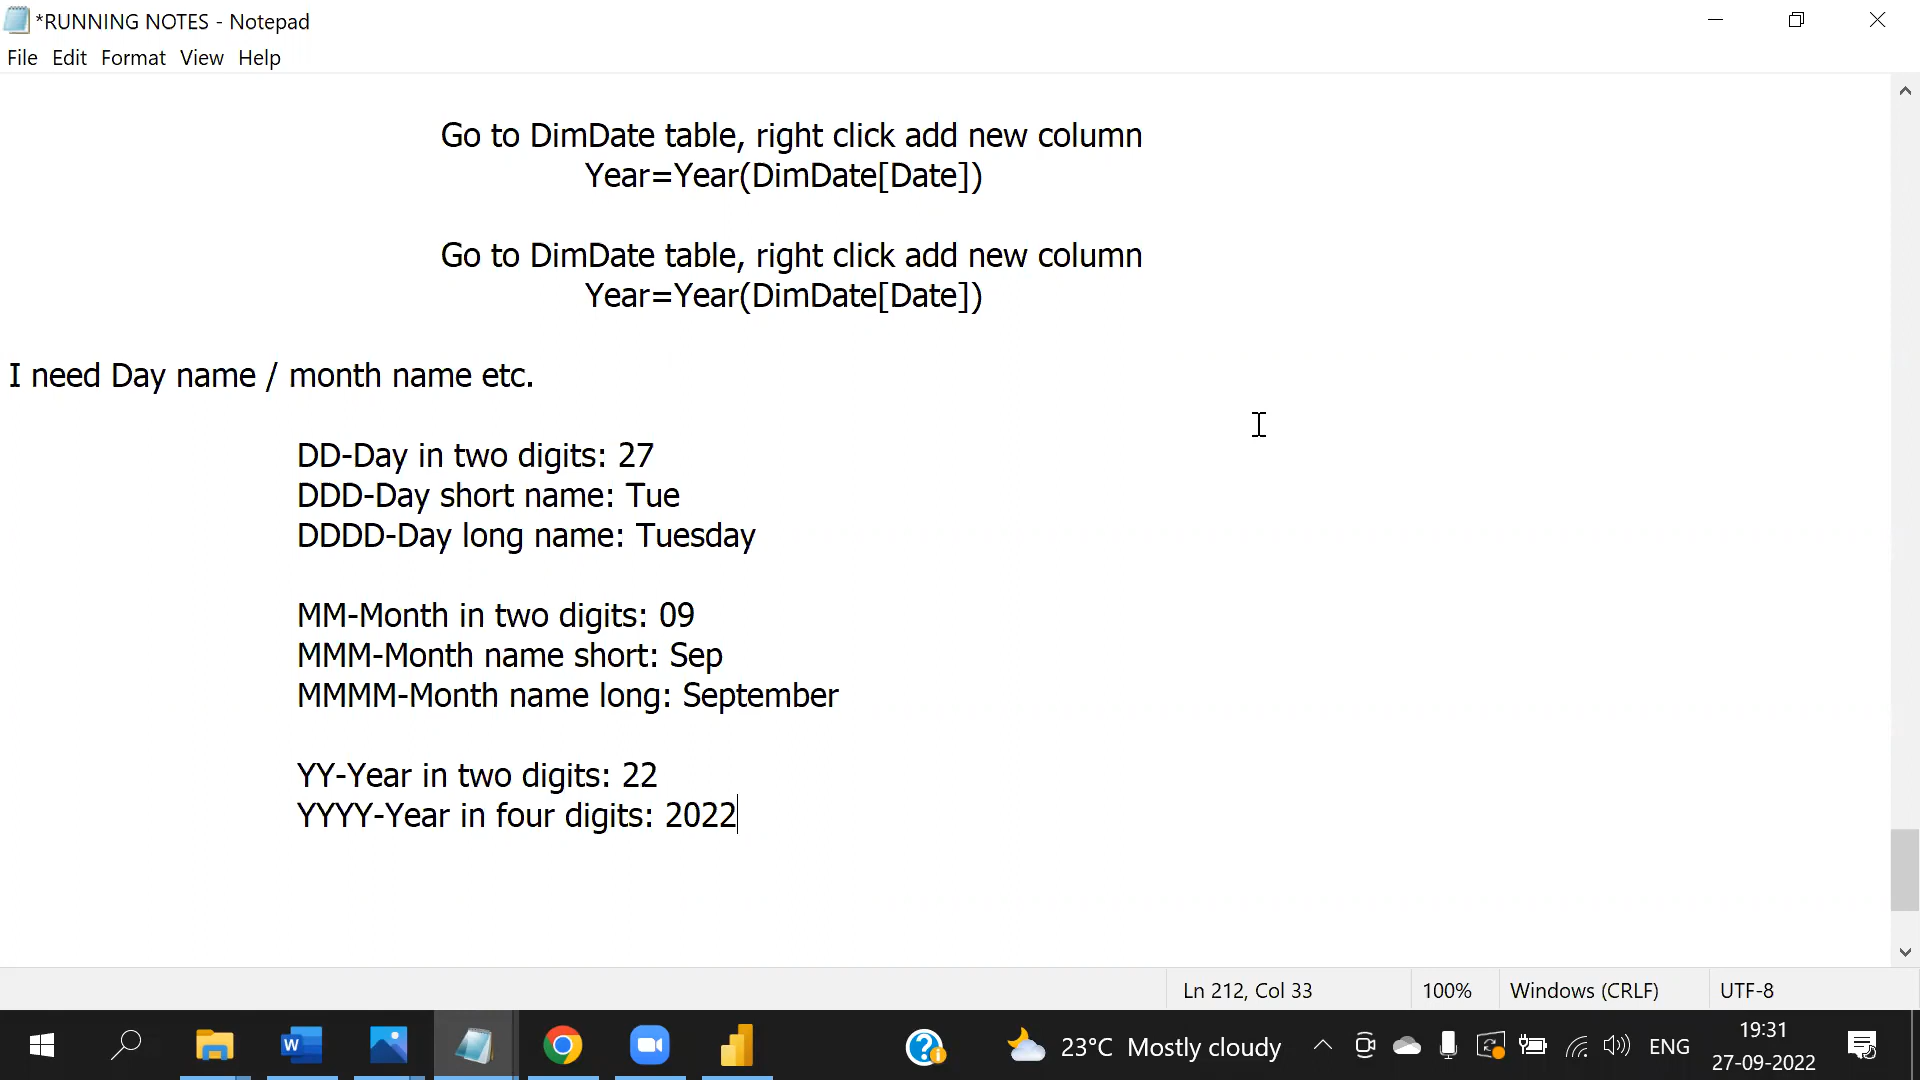 *RUNNING NOTES - Notepad
File Edit Format View Help
Go to DimDate table, right click add new column
Year=Year(DimDate[Date])
Go to DimDate table, right click add new column
Year=Year(DimDate[Date])
I need Day name / month name etc.
DD-Day in two digits: 27
DDD-Day short name: Tue
DDDD-Day long name: Tuesday
MM-Month in two digits: 09
MMM-Month name short: Sep
MMMM-Month name long: September
YY-Year in two digits: 22
YYYY-Year in four digits: 2022
Ln 212, Col 33 100% Windows (CRLF) UTF-8
23°C Mostly cloudy ENG 19:31
27-09-2022